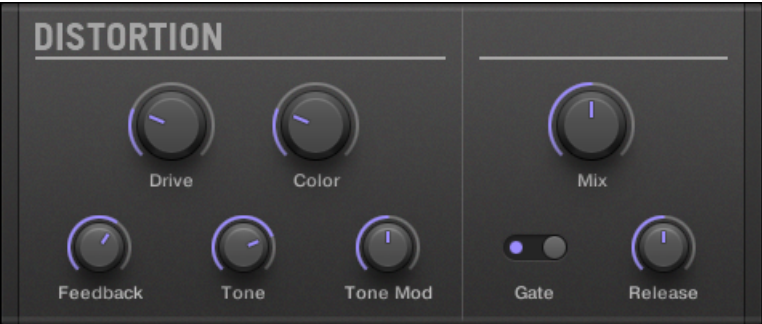 DISTORTION
Drive
Color
Mix
Feedback
Tone
Tone Mod
Gate
Release